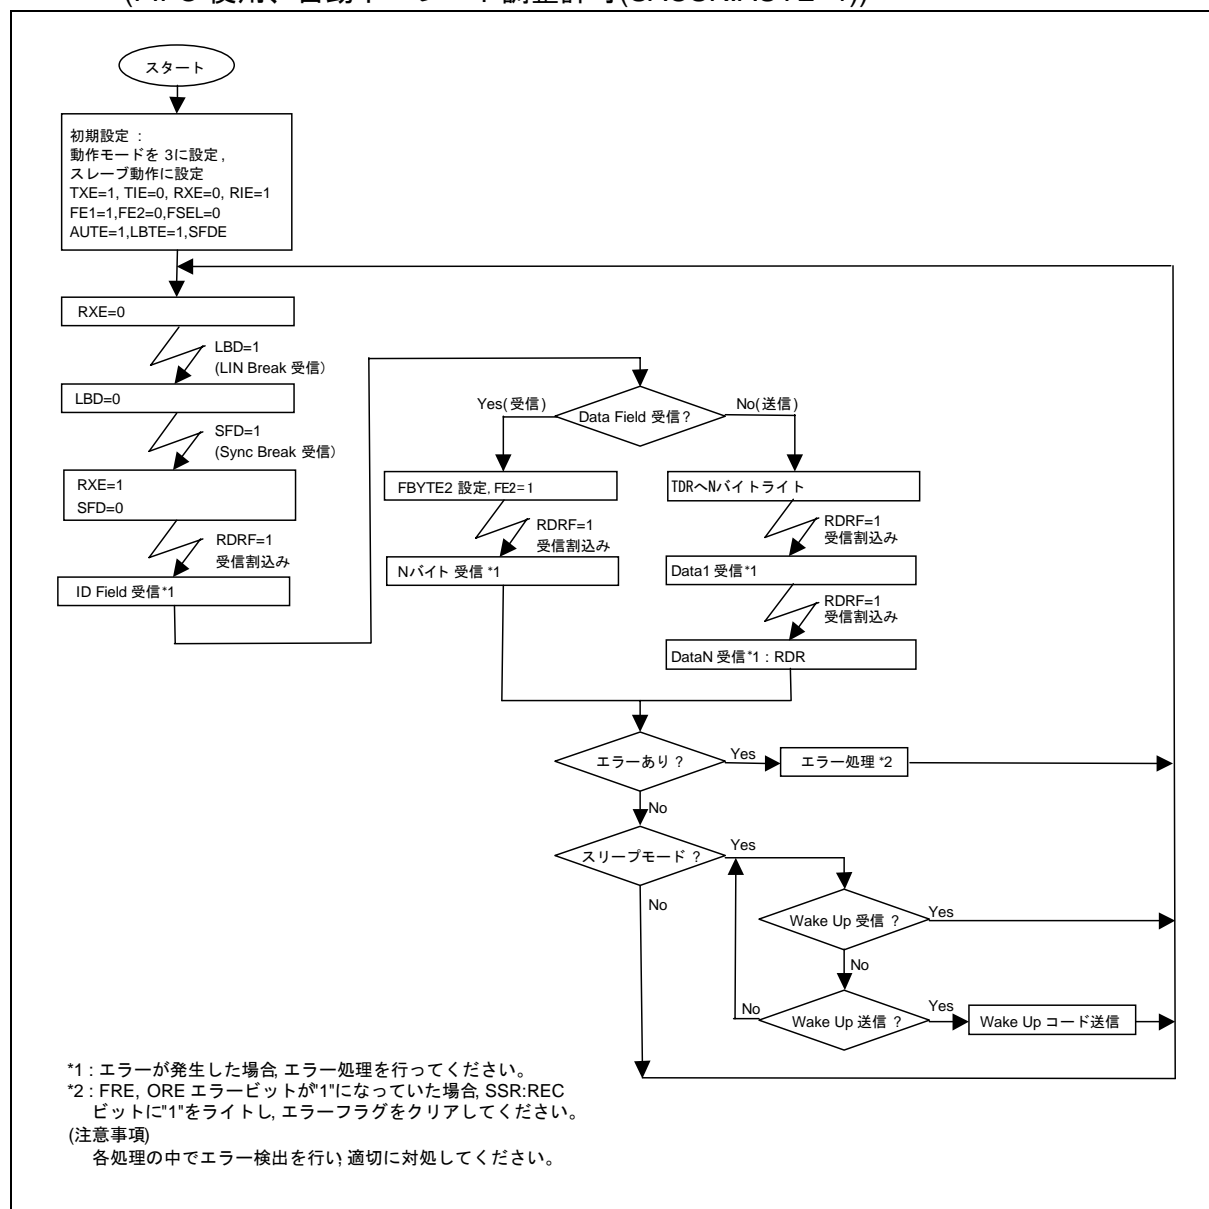 スタート
初期設定 :
動作モードを 3に設定,
スレーブ動作に設定
TXE=1, TIE=0, RXE=0, RIE=1
FE1=1,FE2=0,FSEL=0
AUTE=1,LBTE=1,SFDE
RXE=0
LBD=1
(LIN Break 受信)
LBD=0
SFD=1
(Sync Break 受信)
RXE=1
SFD=0
RDRF=1
受信割込み
ID Field 受信*1
Data Field 受信?
Yes(受信)
No(送信)
FBYTE2 設定, FE2=1
RDRF=1
受信割込み
Nバイト 受信 *1
TDRへNバイトライト
RDRF=1
受信割込み
Data1 受信*1
RDRF=1
受信割込み
DataN 受信*1 : RDR
エラーあり ?
Yes
エラー処理 *2
No
スリープモード ?
Yes
No
Wake Up 受信 ?
Yes
No
Wake Up 送信 ?
No
Yes
Wake Up コード送信
*1 : エラーが発生した場合, エラー処理を行ってください。
*2 : FRE, ORE エラービットが"1"になっていた場合, SSR:REC
ビットに"1"をライトし, エラーフラグをクリアしてください。
(注意事項)
各処理の中でエラー検出を行い, 適切に対処してください。